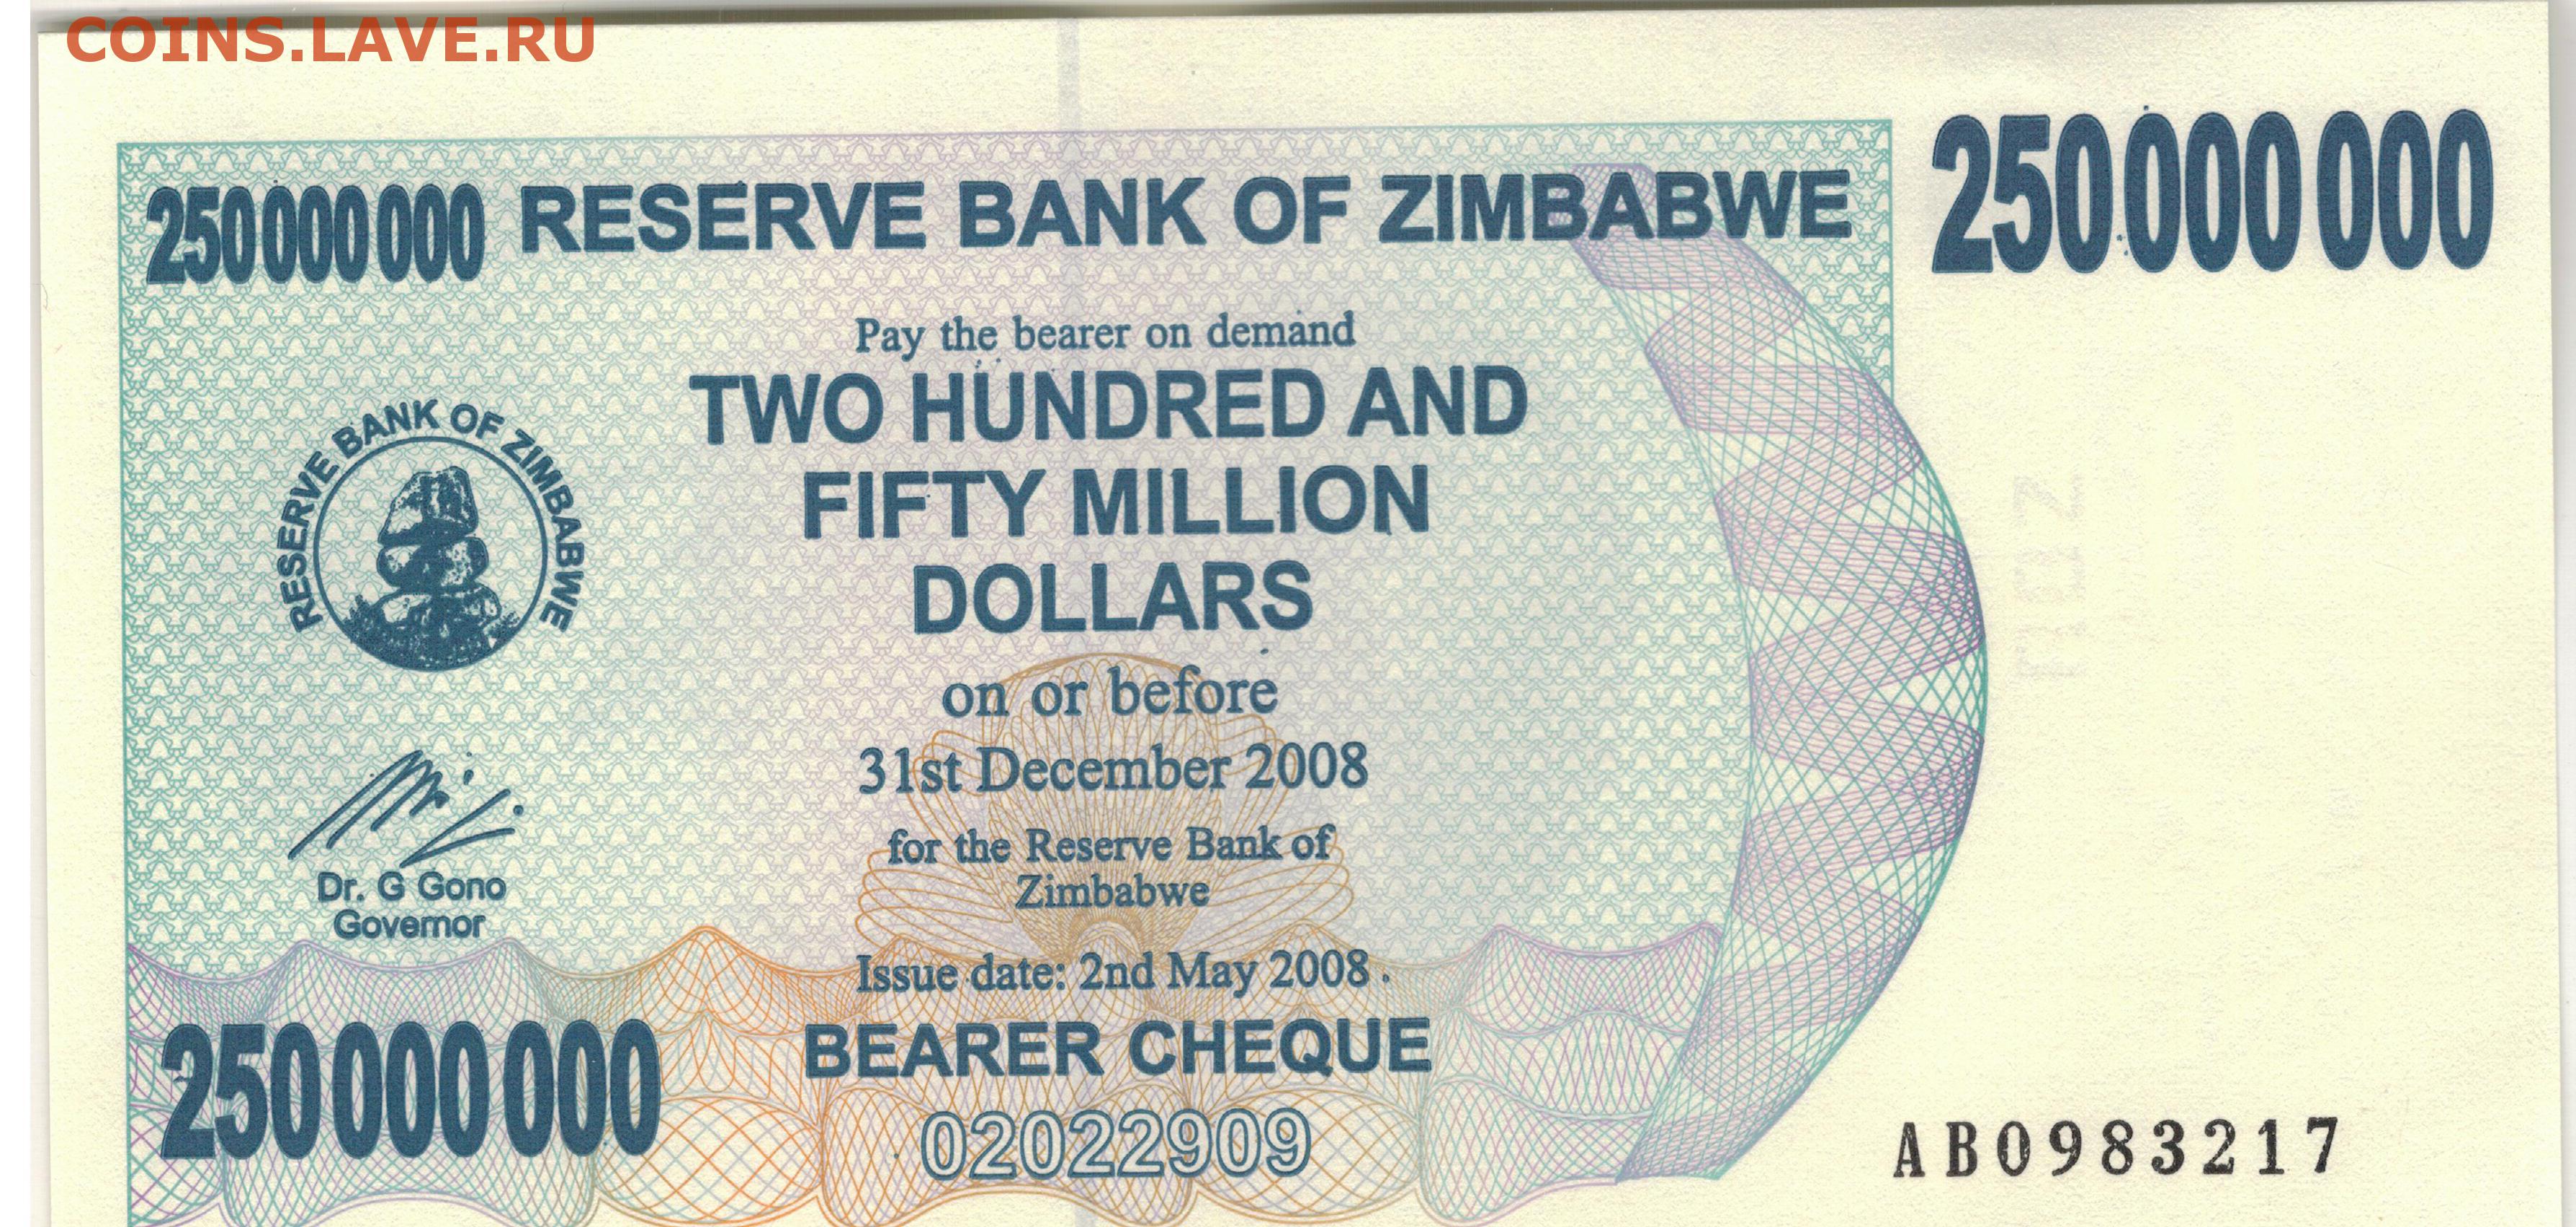 COINS.LAVE.RU
250000000 RESERVE BANK OF ZIMBABWE 250000000
Pay the bearer on demand
TWO HUNDRED AND
FIFTY MILLION
DOLLARS
RESERVE BANK OF ZIMBABWE
on or before
31st December 2008
for the Reserve Bank of
Zimbabwe
Dr. G Gono
Governor
Issue date: 2nd May 2008
250000000
BEARER CHEQUE
02022909
AB0983217